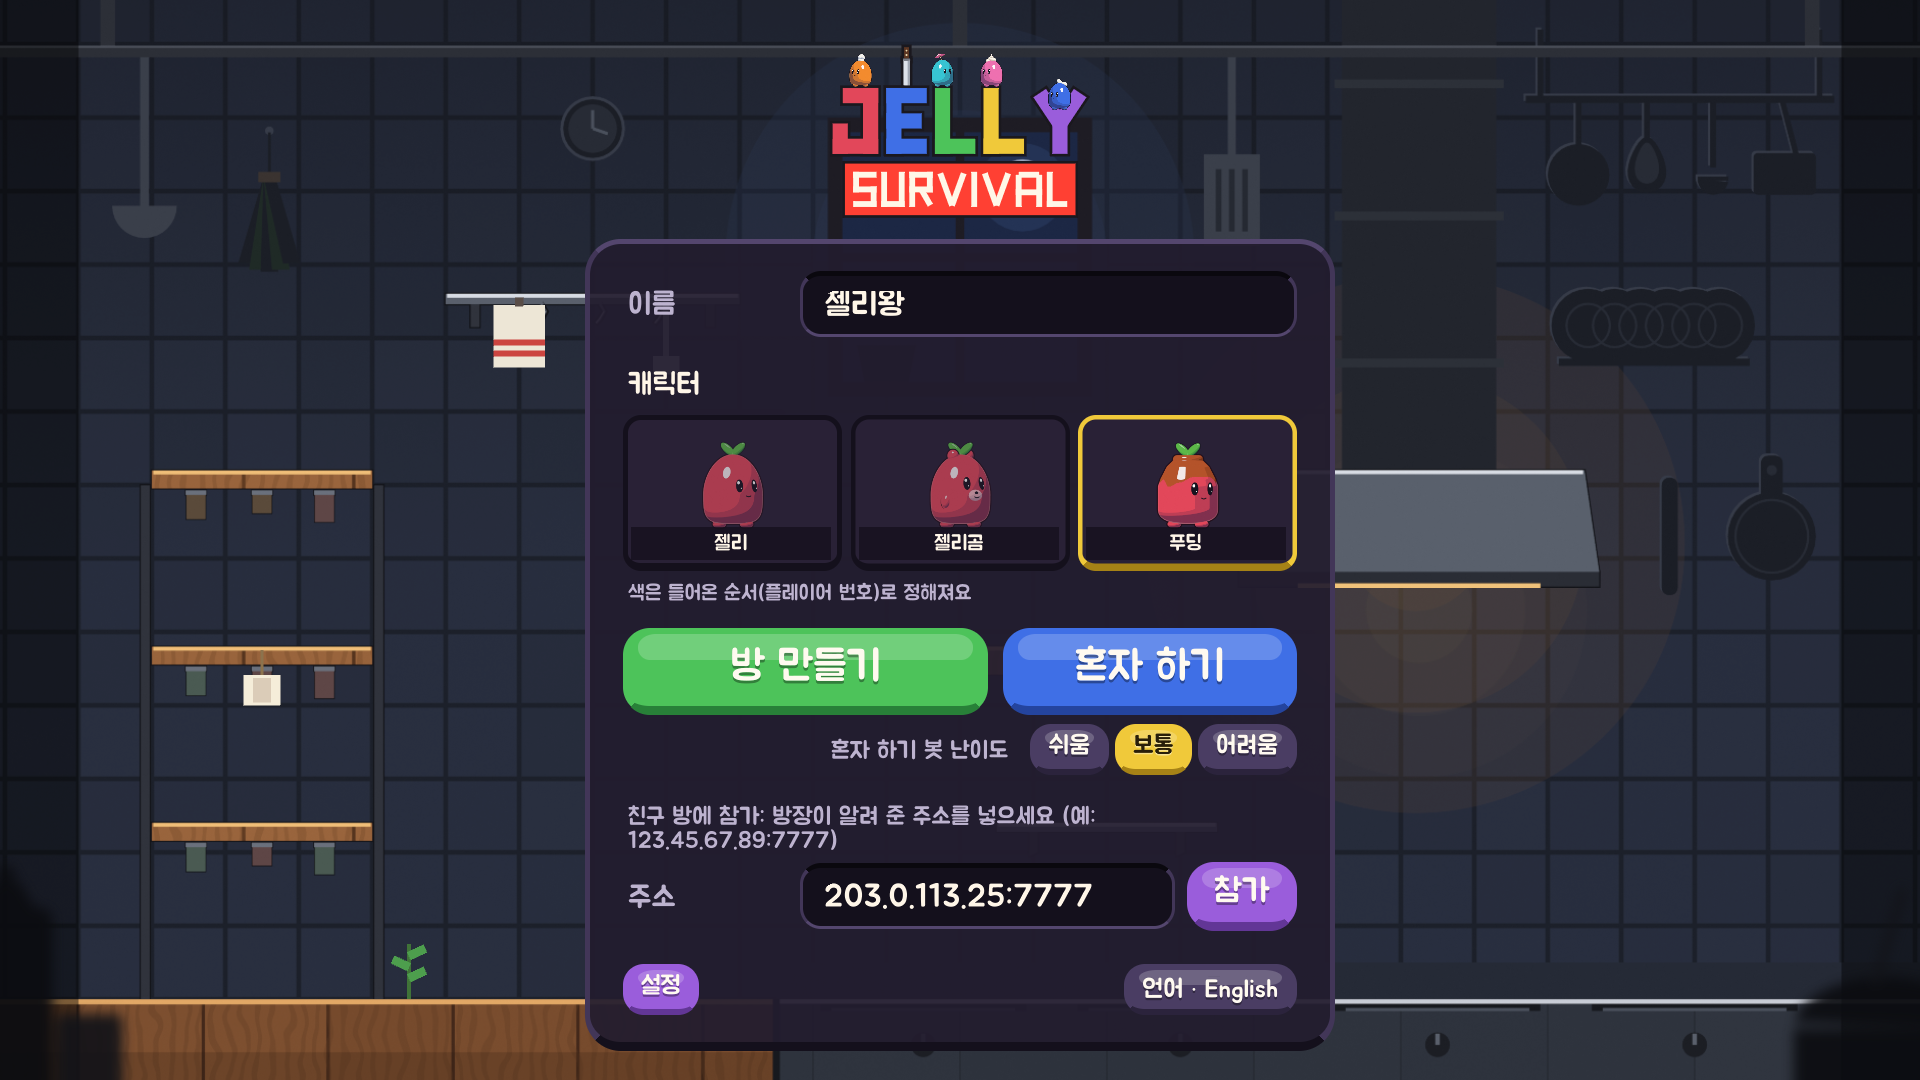 JELLY
SURVIVAL
이름
젤리왕
캐릭터
젤리
젤리곰
푸딩
색은 들어온 순서(플레이어 번호)로 정해져요
방 만들기
혼자 하기
혼자 하기 봇 난이도
쉬움
보통
어려움
친구 방에 참가: 방장이 알려 준 주소를 넣으세요 (예:
123.45.67.89:7777)
주소
203.0.113.25:7777
참가
설정
언어 · English